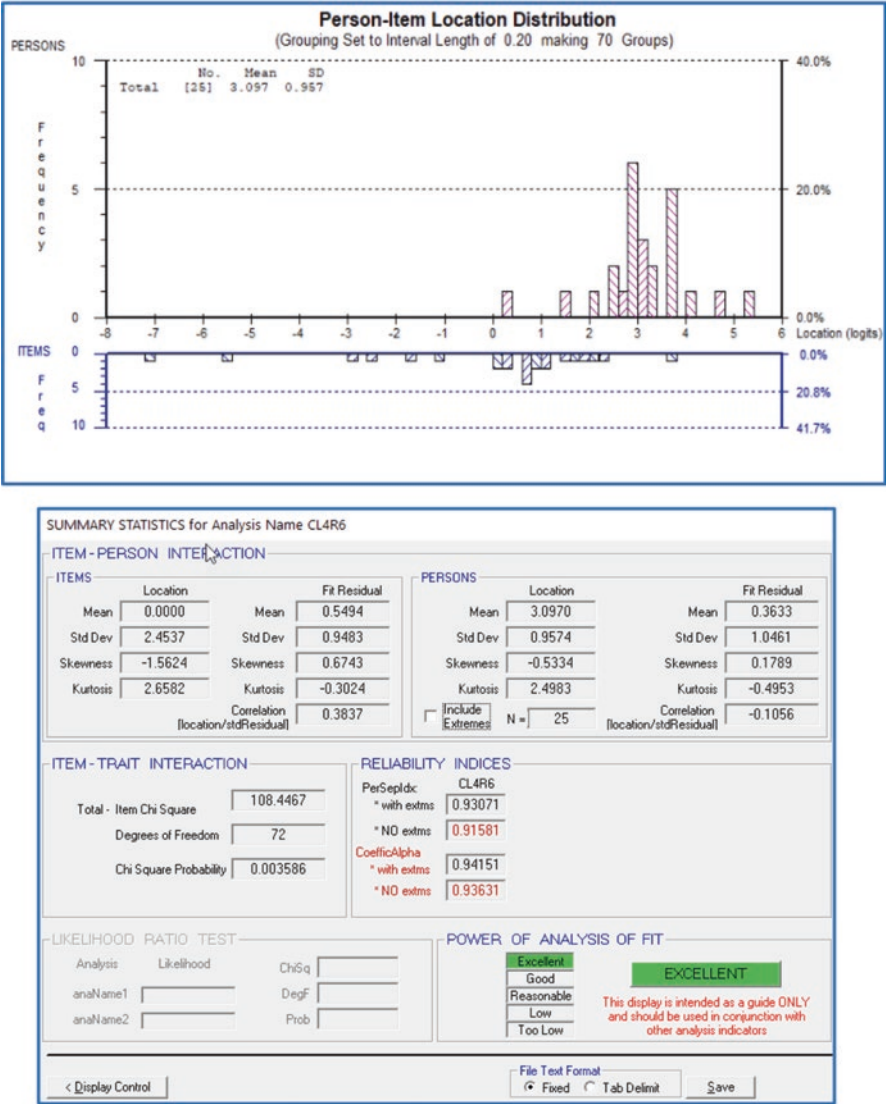 Person-Item Location Distribution
(Grouping Set to Interval Length of 0.20 making 70 Groups)
PERSONS
No. Mean SD
Total [25] 3.097 0.957
Frequency
10 40.0%
5 20.0%
0 0.0%
-8 -7 -6 -5 -4 -3 -2 -1 0 1 2 3 4 5 6 Location (logits)
ITEMS 0 0.0%
Freq
5 20.8%
10 41.7%
SUMMARY STATISTICS for Analysis Name CL4R6
ITEM-PERSON INTERACTION
ITEMS
Location Fit Residual
Mean 0.0000 Mean 0.5494
Std Dev 2.4537 Std Dev 0.9483
Skewness -1.5624 Skewness 0.6743
Kurtosis 2.6582 Kurtosis -0.3024
Correlation [location/stdResidual] 0.3837
PERSONS
Location Fit Residual
Mean 3.0970 Mean 0.3633
Std Dev 0.9574 Std Dev 1.0461
Skewness -0.5334 Skewness 0.1789
Kurtosis 2.4983 Kurtosis -0.4953
Include Extremes N = 25 Correlation [location/stdResidual] -0.1056
ITEM-TRAIT INTERACTION
Total - Item Chi Square 108.4467
Degrees of Freedom 72
Chi Square Probability 0.003586
RELIABILITY INDICES
PerSepIdx: CL4R6
* with extms 0.93071
* NO extms 0.91581
CoefficAlpha
* with extms 0.94151
* NO extms 0.93631
LIKELIHOOD RATIO TEST
Analysis Likelihood
anaName1
anaName2
ChiSq
DegF
Prob
POWER OF ANALYSIS OF FIT
Excellent
Good
Reasonable
Low
Too Low
EXCELLENT
This display is intended as a guide ONLY
and should be used in conjunction with
other analysis indicators
< Display Control
File Text Format
Fixed Tab Delimit
Save